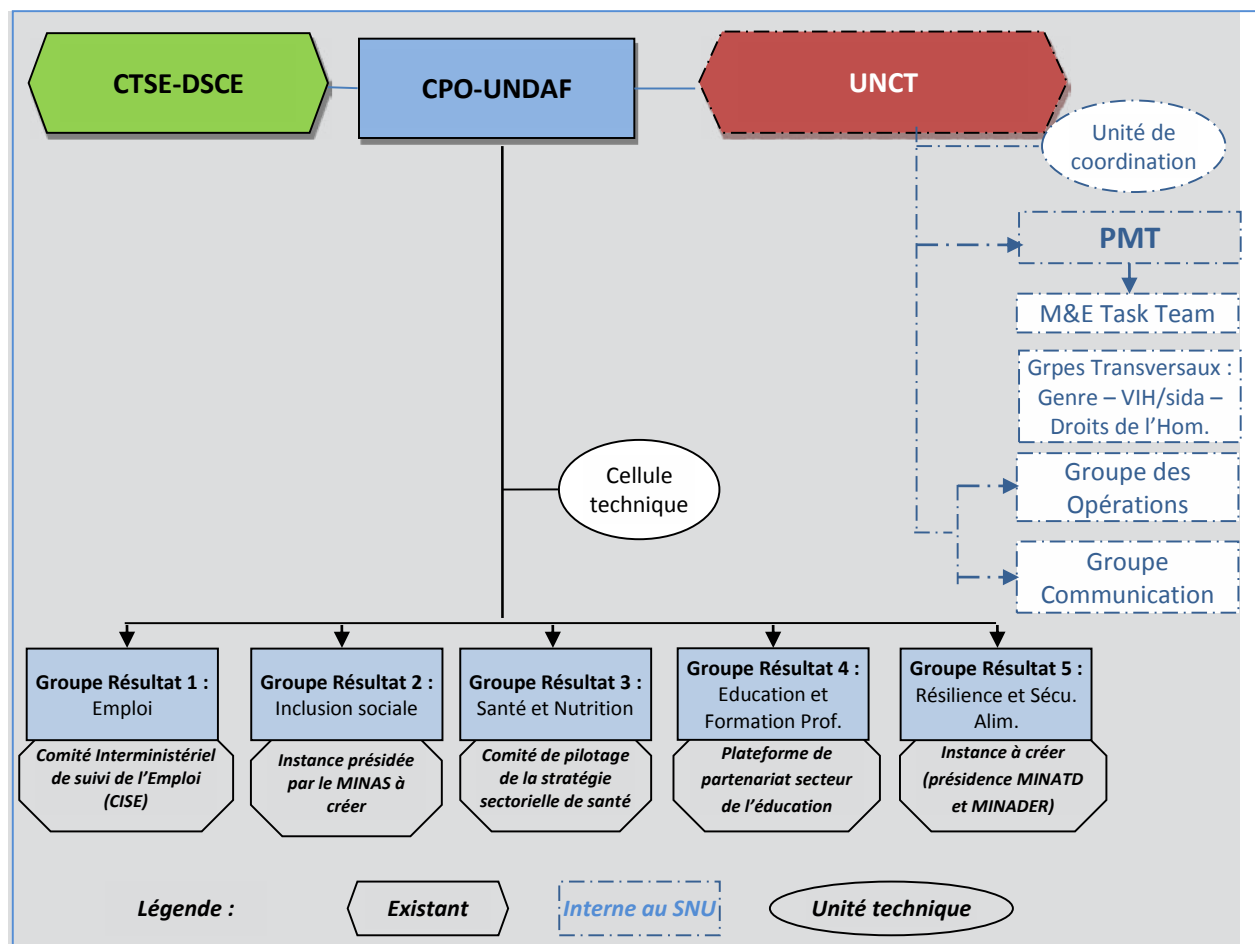 CTSE-DSCE
CPO-UNDAF
UNCT
Unité de
coordination
PMT
M&E Task Team
Grpes Transversaux :
Genre – VIH/sida –
Droits de l’Hom.
Cellule
technique
Groupe des
Opérations
Groupe
Communication
Groupe Résultat 1 :
Emploi
Groupe Résultat 2 :
Inclusion sociale
Groupe Résultat 3 :
Santé et Nutrition
Groupe Résultat 4 :
Education et
Formation Prof.
Groupe Résultat 5 :
Résilience et Sécu.
Alim.
Comité Interministériel
de suivi de l’Emploi
(CISE)
Instance présidée
par le MINAS à
créer
Comité de pilotage
de la stratégie
sectorielle de santé
Plateforme de
partenariat secteur
de l’éducation
Instance à créer
(présidence MINATD
et MINADER)
Légende :
Existant
Interne au SNU
Unité technique